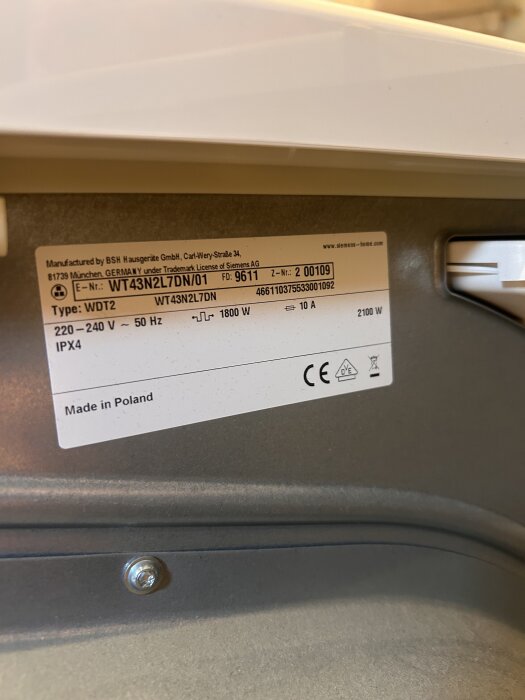 Manufactured by BSH Hausgeräte GmbH, Carl-Wery-Straße 34,
www.siemens-home.com
81739 München, GERMANY under Trademark License of Siemens AG
E-Nr.: WT43N2L7DN/01 FD: 9611 Z-Nr.: 2 00109
Type: WDT2 WT43N2L7DN 466110375533001092
220-240 V ~ 50 Hz 1800 W 10 A 2100 W
IPX4
CE DVE
Made in Poland